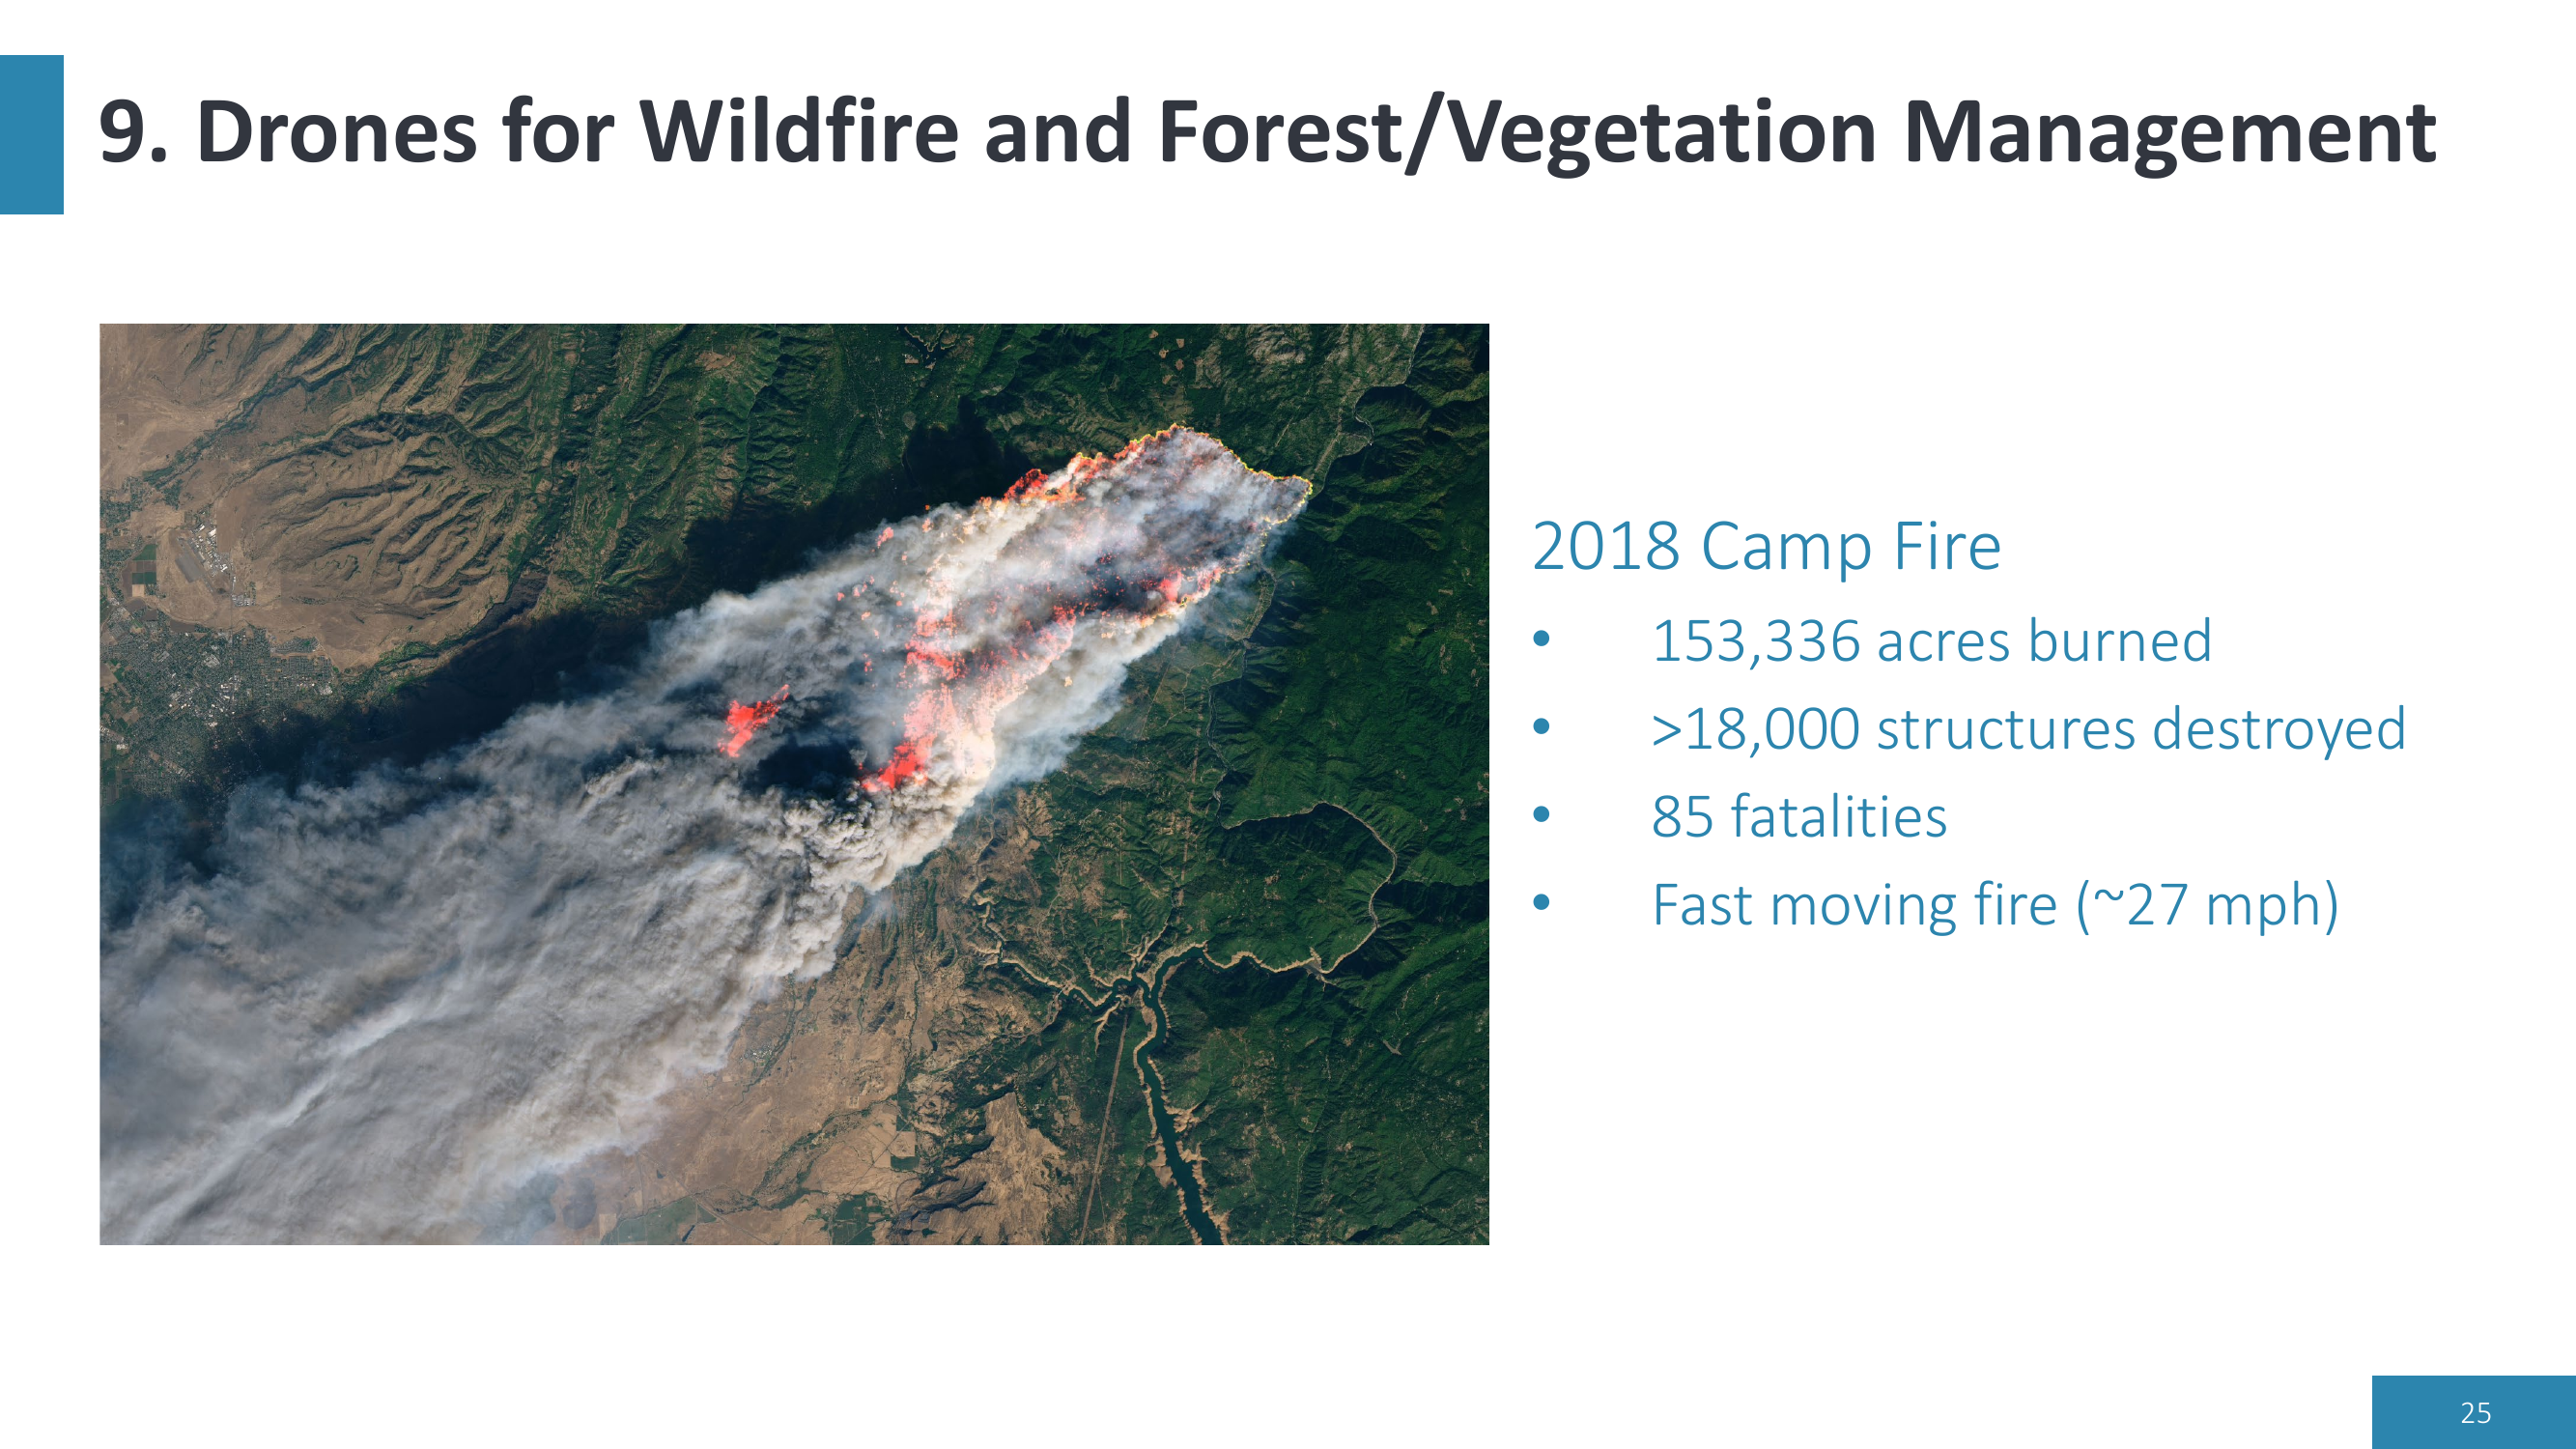 9. Drones for Wildfire and Forest/Vegetation Management
2018 Camp Fire
• 153,336 acres burned
• >18,000 structures destroyed
• 85 fatalities
• Fast moving fire (~27 mph)
25